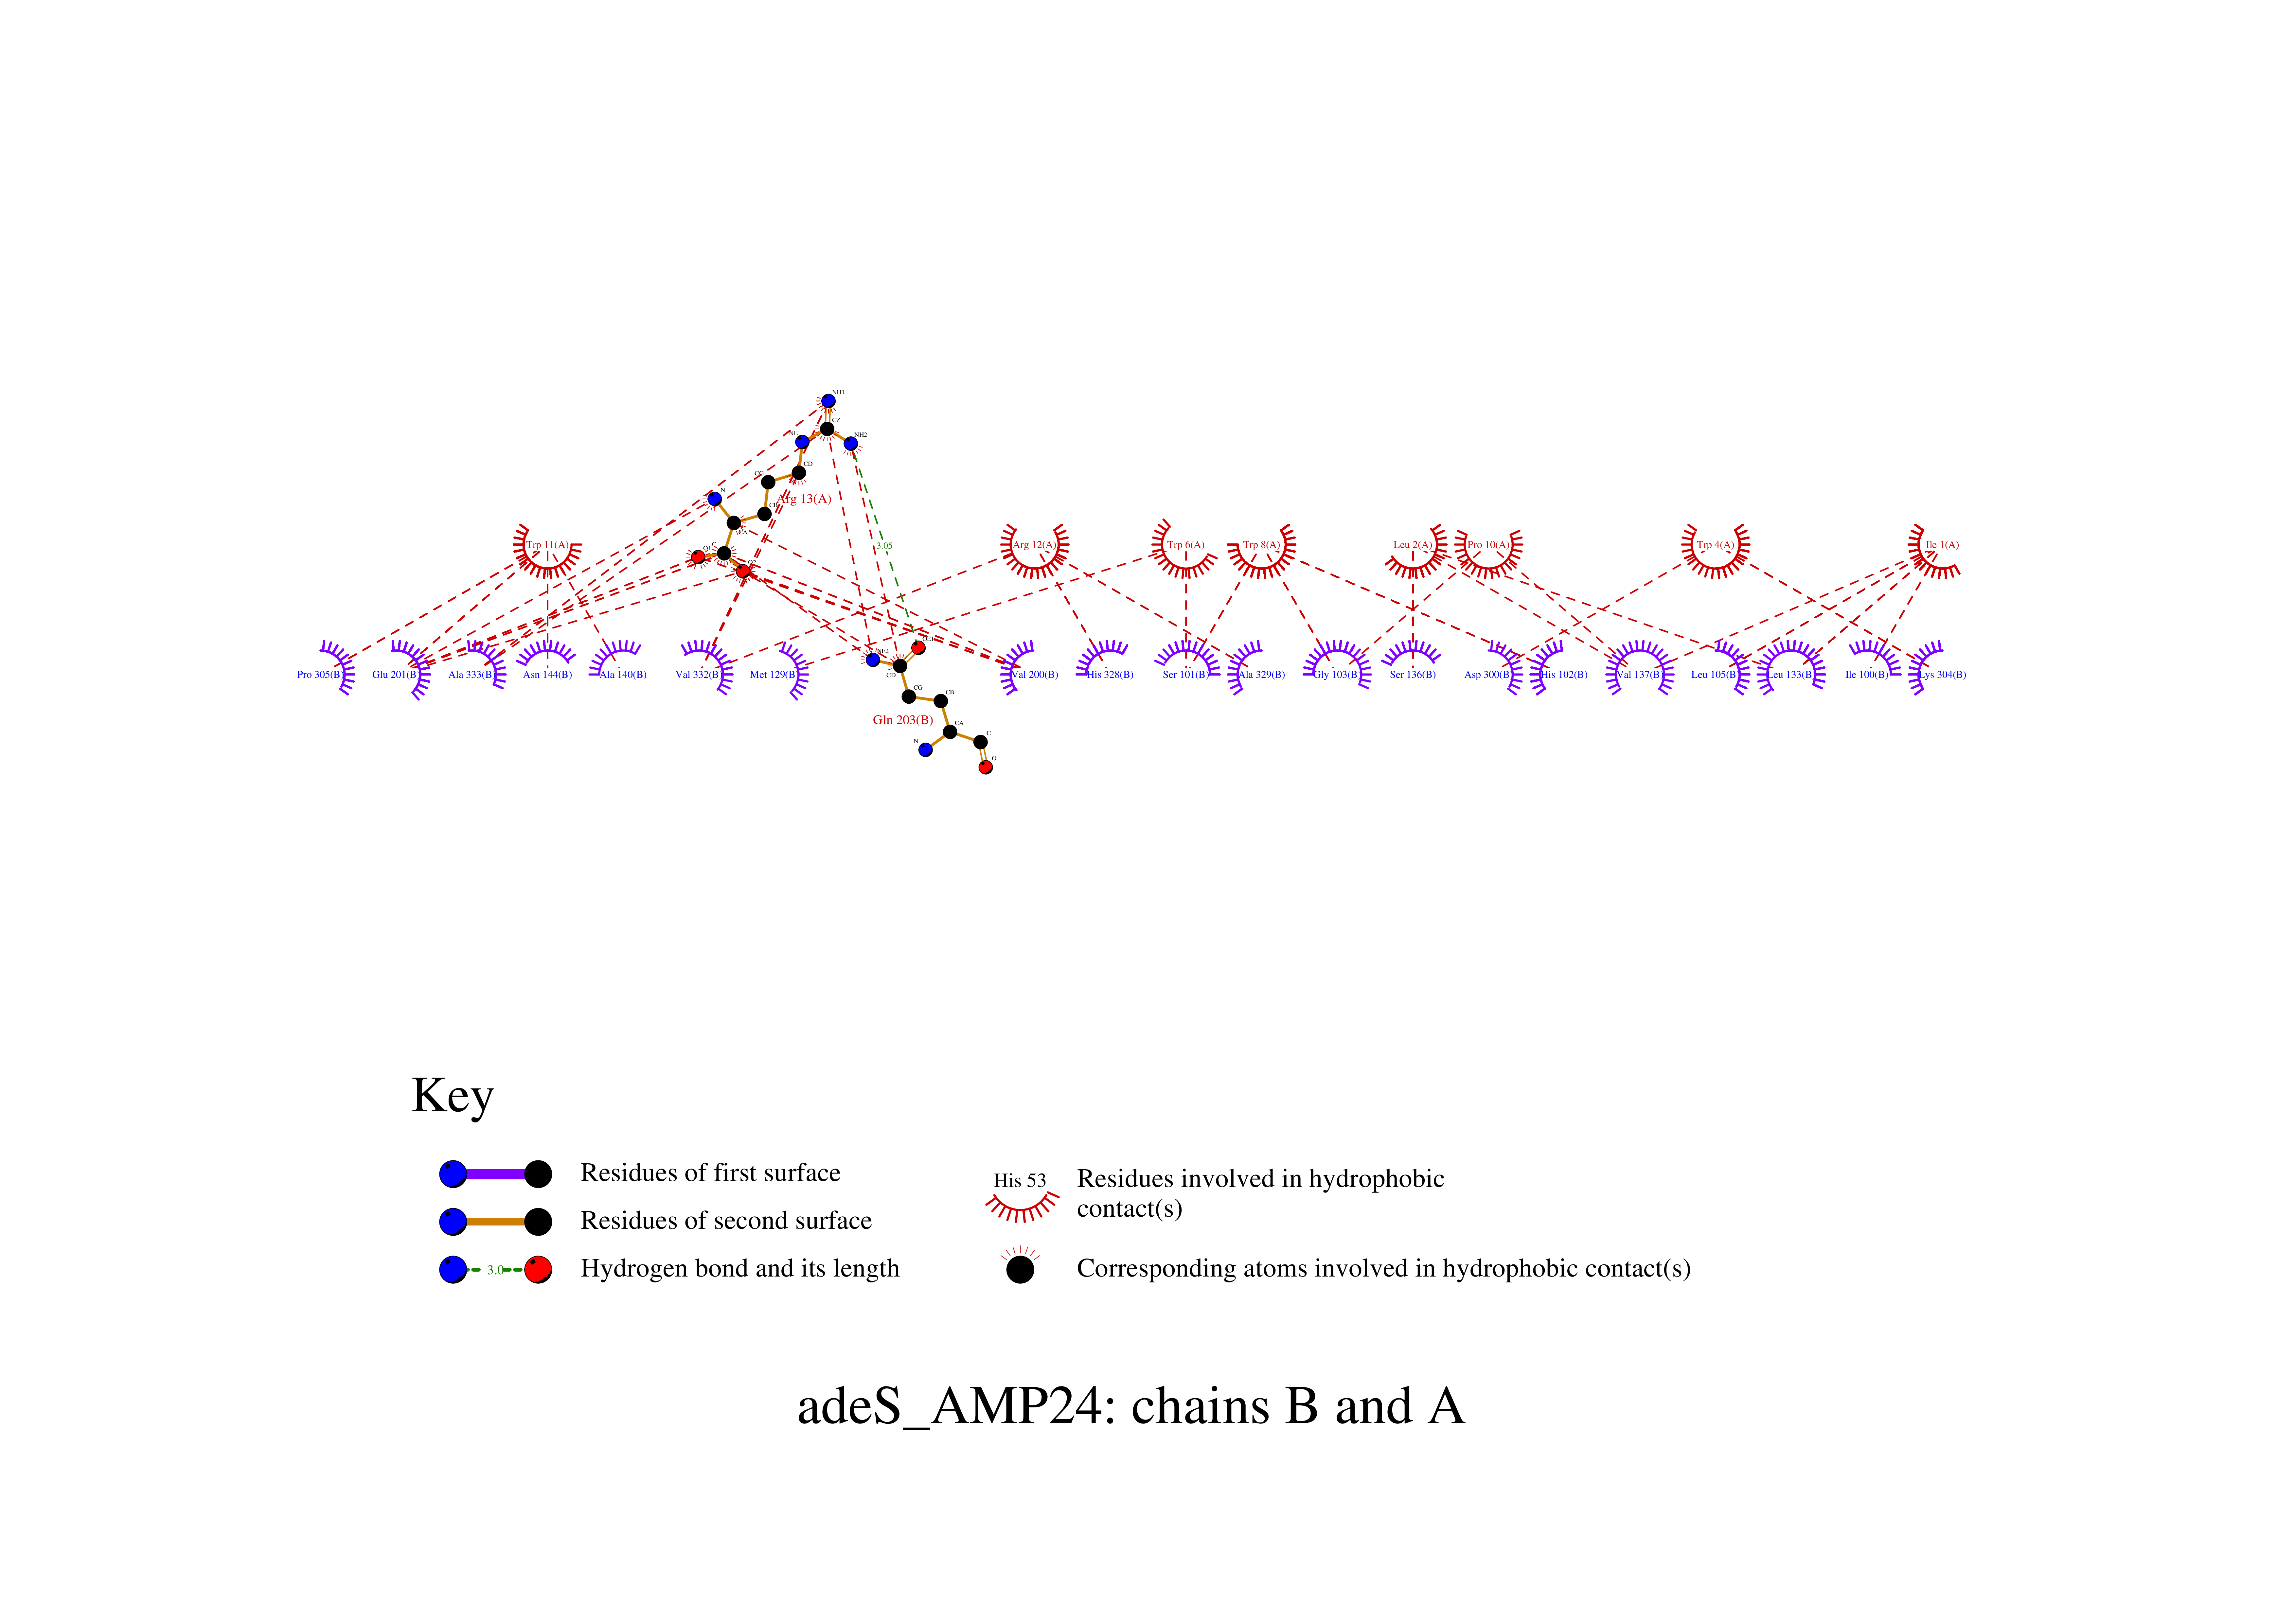 NH1
CZ
NE
NH2
CD
CG
N
Arg 13(A)
CB
CA
C
O1
O2
3.05
Trp 11(A)
Arg 12(A)
Trp 6(A)
Trp 8(A)
Leu 2(A)
Pro 10(A)
Trp 4(A)
Ile 1(A)
OE1
NE2
CD
Pro 305(B)
Glu 201(B)
Ala 333(B)
Asn 144(B)
Ala 140(B)
Val 332(B)
Met 129(B)
Val 200(B)
His 328(B)
Ser 101(B)
Ala 329(B)
Gly 103(B)
Ser 136(B)
Asp 300(B)
His 102(B)
Val 137(B)
Leu 105(B)
Leu 133(B)
Ile 100(B)
Lys 304(B)
CG
CB
Gln 203(B)
CA
N
C
O
Key
Residues of first surface
Residues of second surface
3.0
Hydrogen bond and its length
His 53
Residues involved in hydrophobic
contact(s)
Corresponding atoms involved in hydrophobic contact(s)
adeS_AMP24: chains B and A